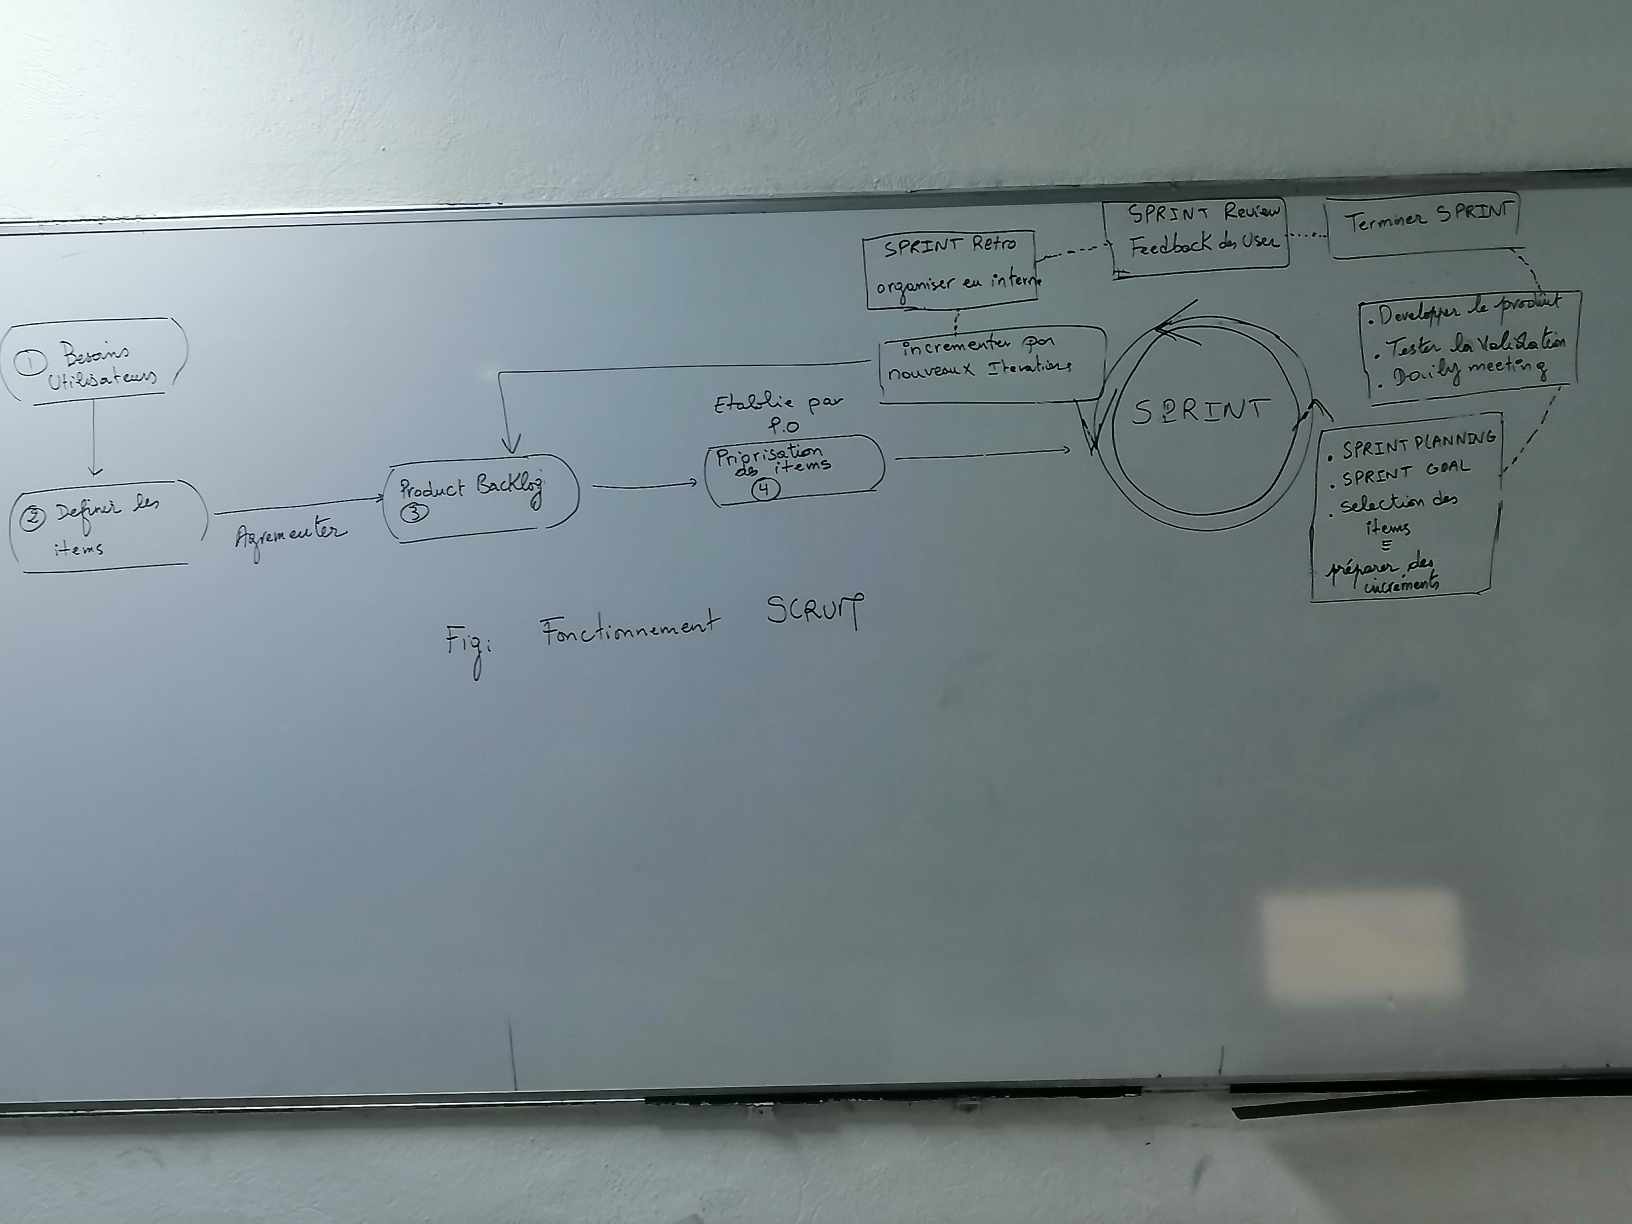 ① Besoins
Utilisateurs
② Definir les
items
Agrementer
Product Backlog
③
Etablie par
P.O
Priorisation
des items
④
SPRINT
• SPRINT PLANNING
• SPRINT GOAL
• selection des
items
=
préparer des
incréments
• Developper le produit
• Tester la validation
• Daily meeting
Terminer SPRINT
SPRINT Review
Feedback des User
SPRINT Retro
organiser en interne
incrementer par
nouveaux Iterations
Fig: Fonctionnement SCRUM